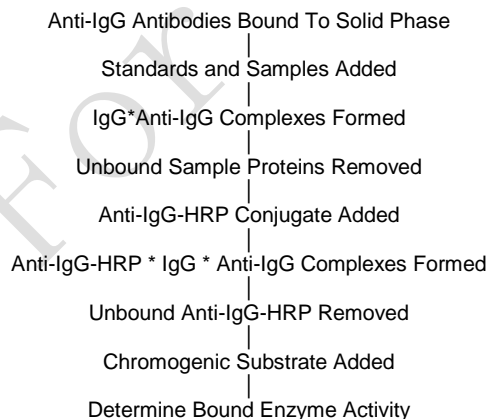 Anti-IgG Antibodies Bound To Solid Phase
Standards and Samples Added
IgG*Anti-IgG Complexes Formed
Unbound Sample Proteins Removed
Anti-IgG-HRP Conjugate Added
Anti-IgG-HRP * IgG * Anti-IgG Complexes Formed
Unbound Anti-IgG-HRP Removed
Chromogenic Substrate Added
Determine Bound Enzyme Activity
For